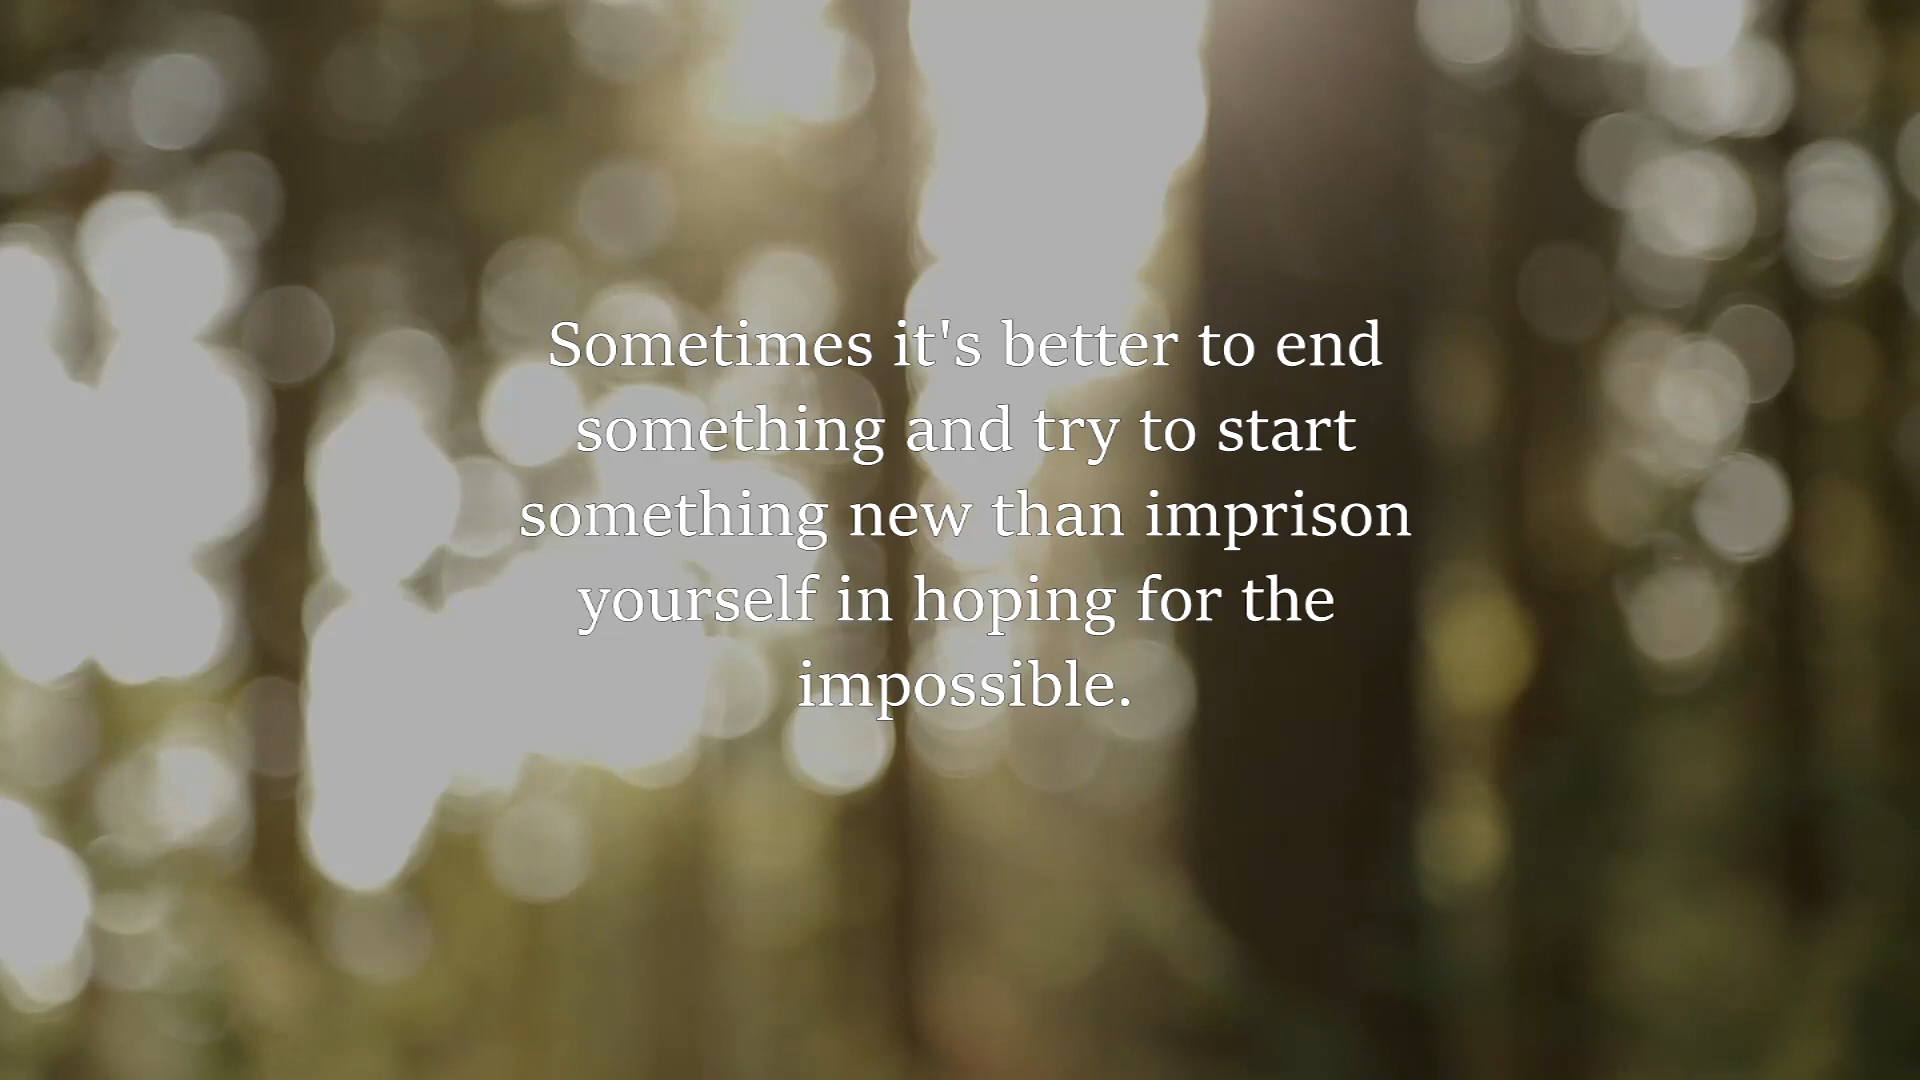 Sometimes it's better to end
something and try to start
something new than imprison
yourself in hoping for the
impossible.